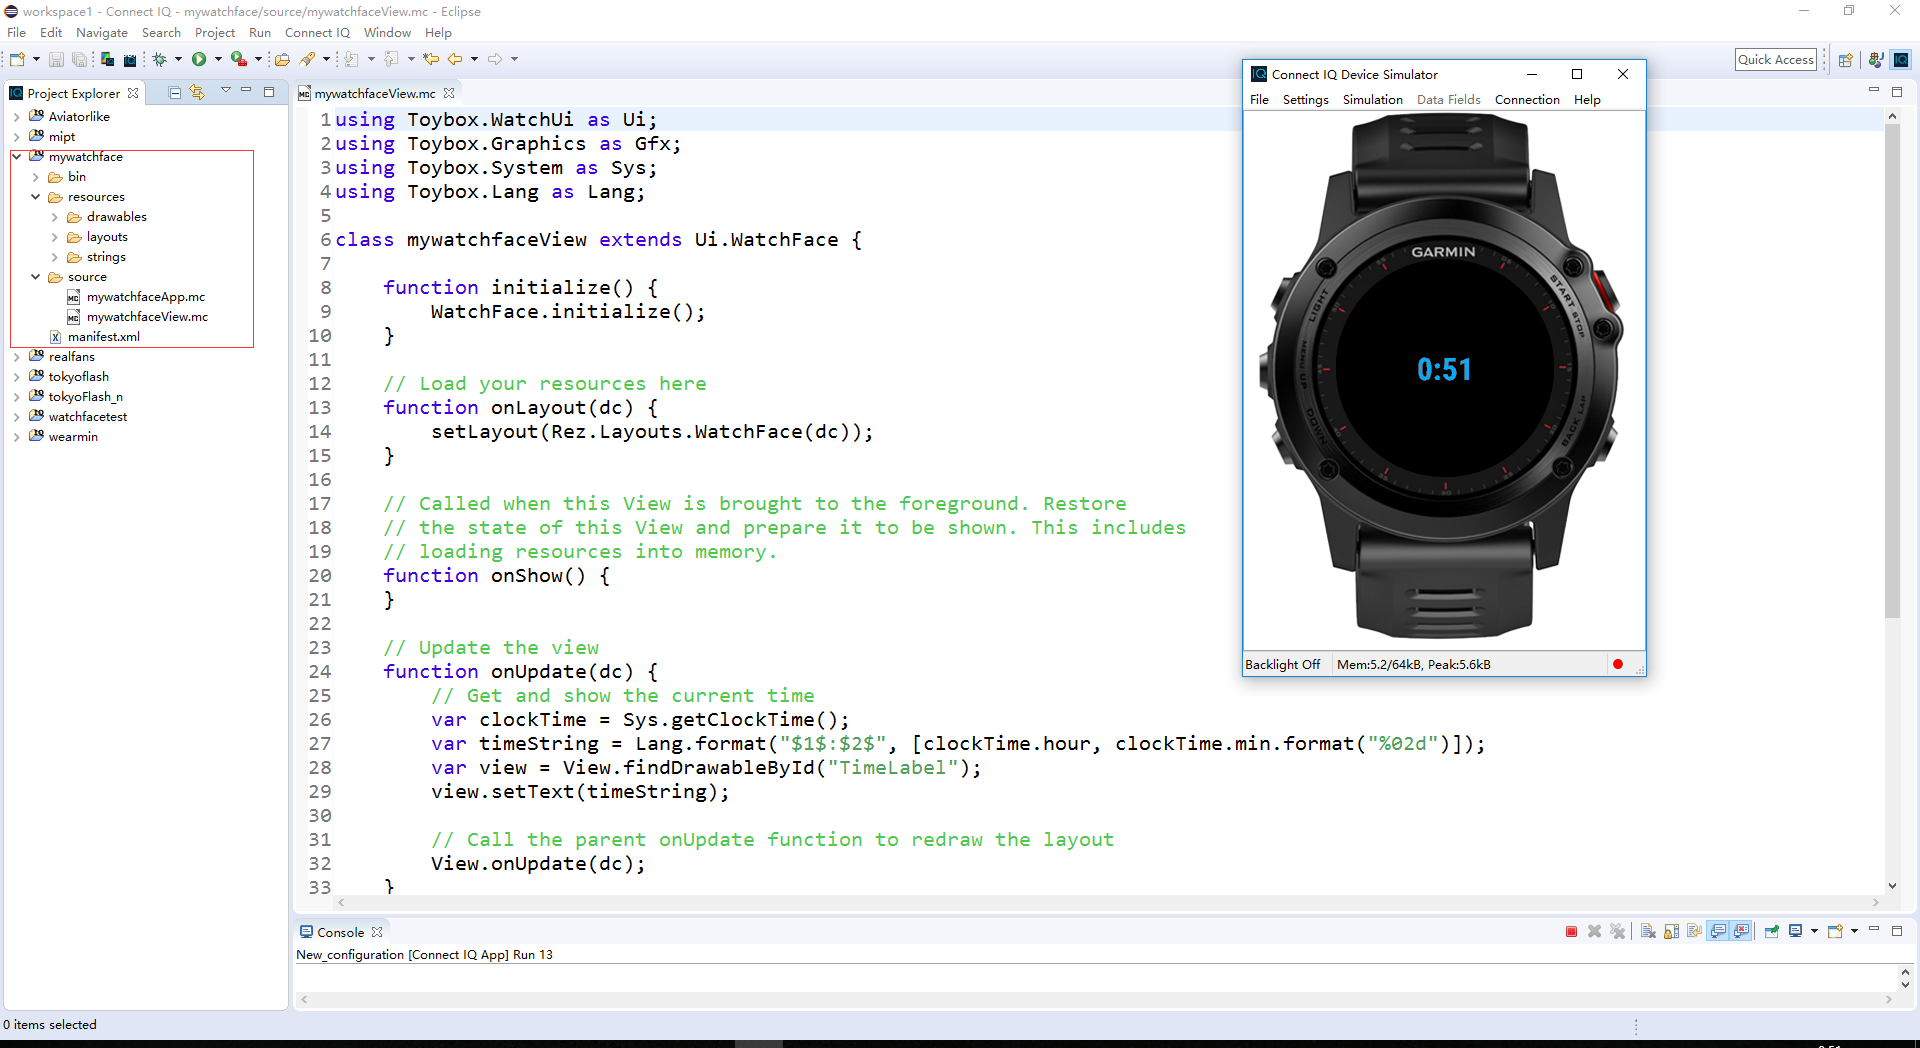 workspace1 - Connect IQ - mywatchface/source/mywatchfaceView.mc - Eclipse
File Edit Navigate Search Project Run Connect IQ Window Help
Quick Access
Project Explorer
Aviatorlike
mipt
mywatchface
bin
resources
drawables
layouts
strings
source
mywatchfaceApp.mc
mywatchfaceView.mc
manifest.xml
realfans
tokyoflash
tokyoFlash_n
watchfacetest
wearmin
mywatchfaceView.mc
1 using Toybox.WatchUi as Ui;
2 using Toybox.Graphics as Gfx;
3 using Toybox.System as Sys;
4 using Toybox.Lang as Lang;
5
6 class mywatchfaceView extends Ui.WatchFace {
7
8 function initialize() {
9 WatchFace.initialize();
10 }
11
12 // Load your resources here
13 function onLayout(dc) {
14 setLayout(Rez.Layouts.WatchFace(dc));
15 }
16
17 // Called when this View is brought to the foreground. Restore
18 // the state of this View and prepare it to be shown. This includes
19 // loading resources into memory.
20 function onShow() {
21 }
22
23 // Update the view
24 function onUpdate(dc) {
25 // Get and show the current time
26 var clockTime = Sys.getClockTime();
27 var timeString = Lang.format("$1$:$2$", [clockTime.hour, clockTime.min.format("%02d")]);
28 var view = View.findDrawableById("TimeLabel");
29 view.setText(timeString);
30
31 // Call the parent onUpdate function to redraw the layout
32 View.onUpdate(dc);
33 }
Connect IQ Device Simulator
File Settings Simulation Data Fields Connection Help
GARMIN
LIGHT
START STOP
MENU UP
0:51
DOWN
BACK LAP
Backlight Off Mem:5.2/64kB, Peak:5.6kB
Console
New_configuration [Connect IQ App] Run 13
0 items selected